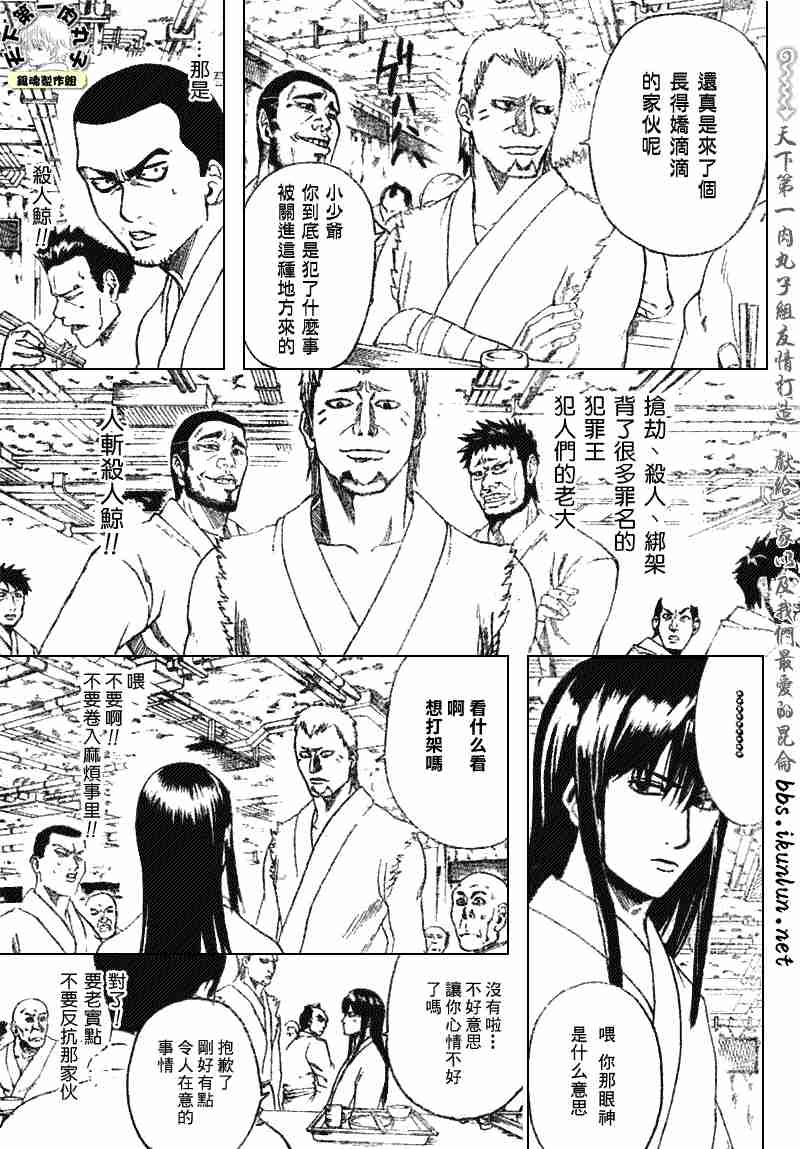 還真是來了個
長得嬌滴滴
的家伙呢
小少爺
你到底是犯了什麼事
被關進這種地方來的
…那是
殺人鯨!!
搶劫、殺人、綁架
背了很多罪名的
犯罪王
犯人們的老大
人斬殺人鯨!!
………
喂 你那眼神
是什么意思
看什么看
啊
想打架嗎
喂
不要啊!!
不要卷入麻煩事里!!
沒有啦…
不好意思
讓你心情不好
了嗎
抱歉了
剛好有點
令人在意的
事情
對了!
要老實點
不要反抗那家伙
天下第一肉丸子
銀魂製作組
天下第一肉丸子組友情打造,獻給大家以及我們最愛的昆侖 bbs.ikunlun.net